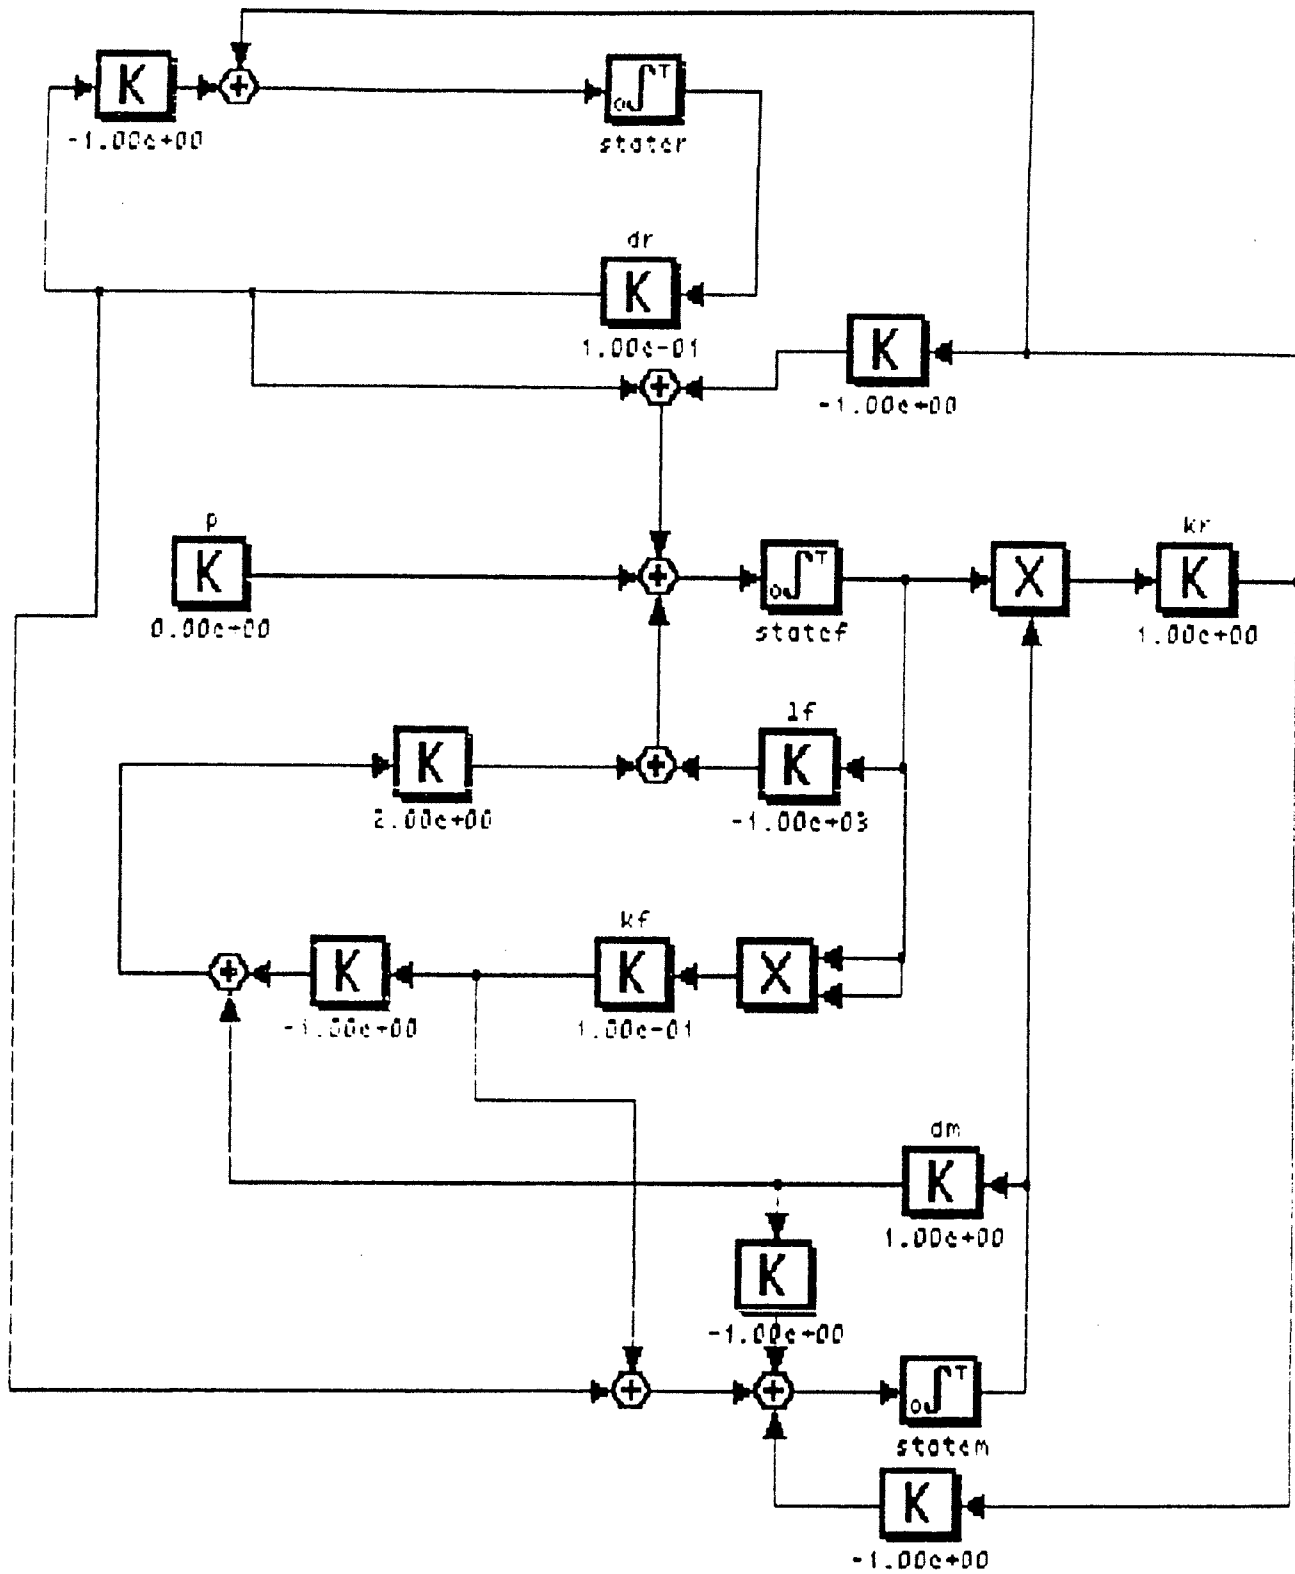 K
-1.00e+00
+
o∫T
stater
dr
K
1.00e-01
K
-1.00e+00
+
p
K
0.00e+00
+
o∫T
statef
X
kr
K
1.00e+00
K
2.00e+00
+
lf
K
-1.00e+03
+
K
-1.00e+00
kf
K
1.00e-01
X
dm
K
1.00e+00
K
-1.00e+00
+
+
o∫T
statem
K
-1.00e+00